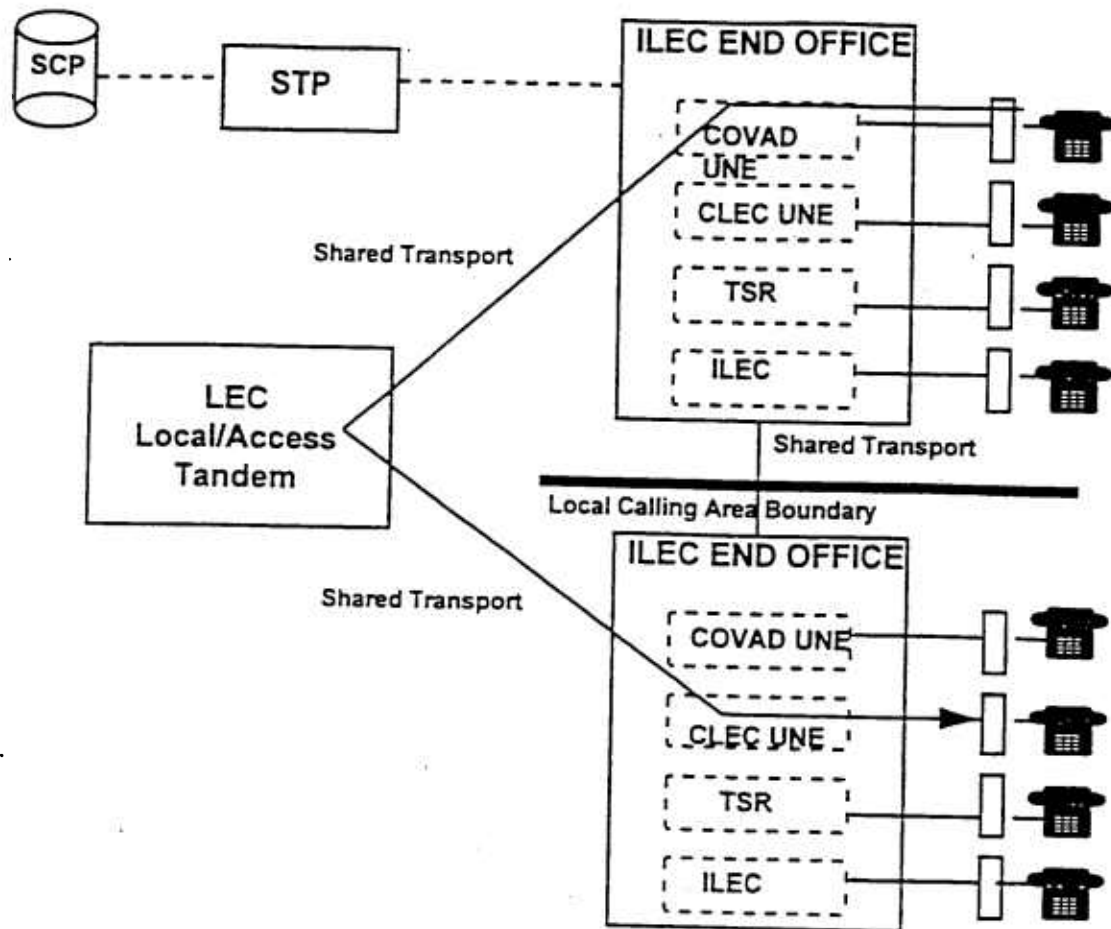 SCP
STP
ILEC END OFFICE
COVAD
UNE
CLEC UNE
TSR
ILEC
Shared Transport
LEC
Local/Access
Tandem
Shared Transport
Local Calling Area Boundary
ILEC END OFFICE
Shared Transport
COVAD UNE
CLEC UNE
TSR
ILEC